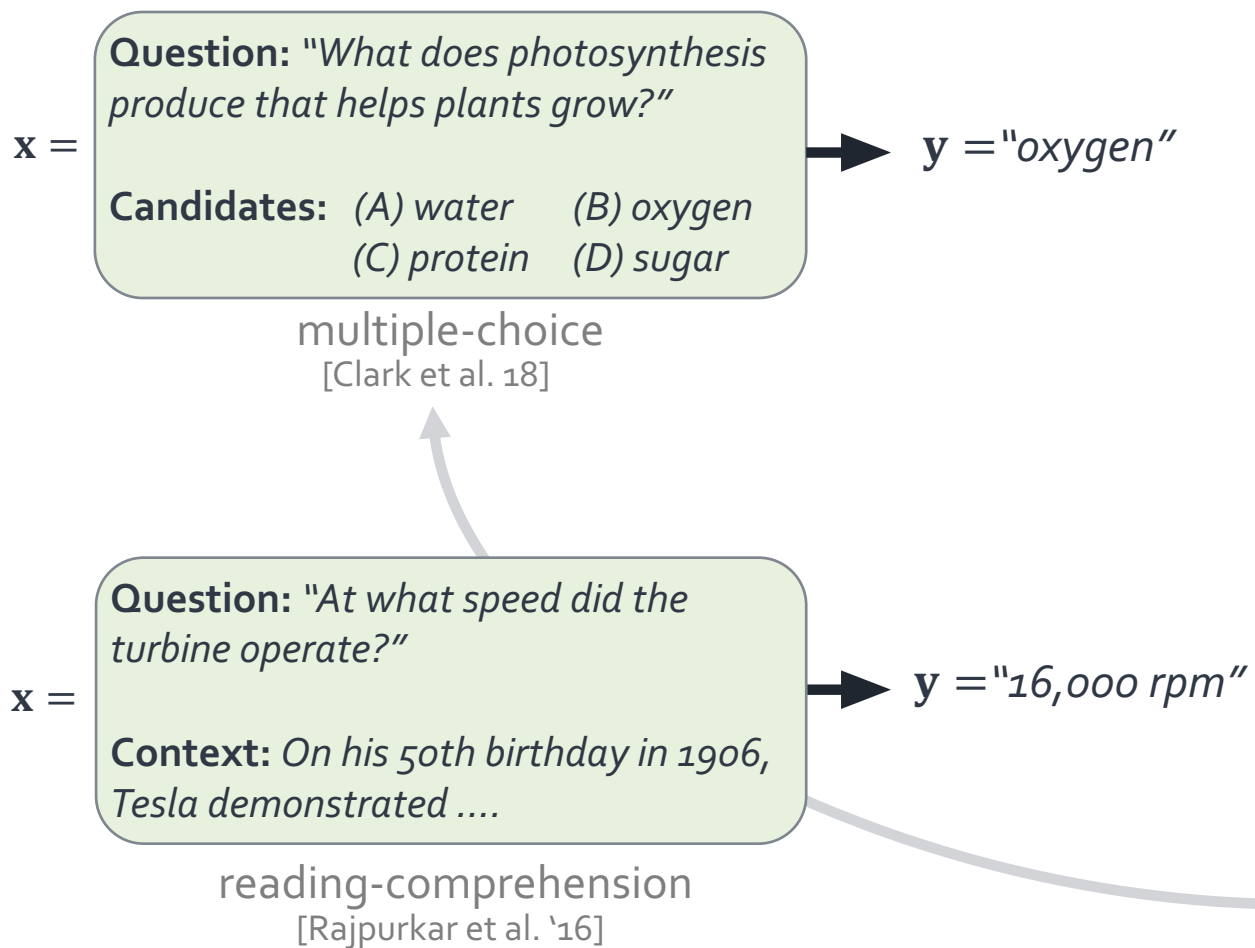 Question: “What does photosynthesis
produce that helps plants grow?”
x =
y =“oxygen”
Candidates: (A) water (B) oxygen
(C) protein (D) sugar
multiple-choice
[Clark et al. 18]
Question: “At what speed did the
turbine operate?”
x =
y =“16,000 rpm”
Context: On his 50th birthday in 1906,
Tesla demonstrated ....
reading-comprehension
[Rajpurkar et al. ‘16]